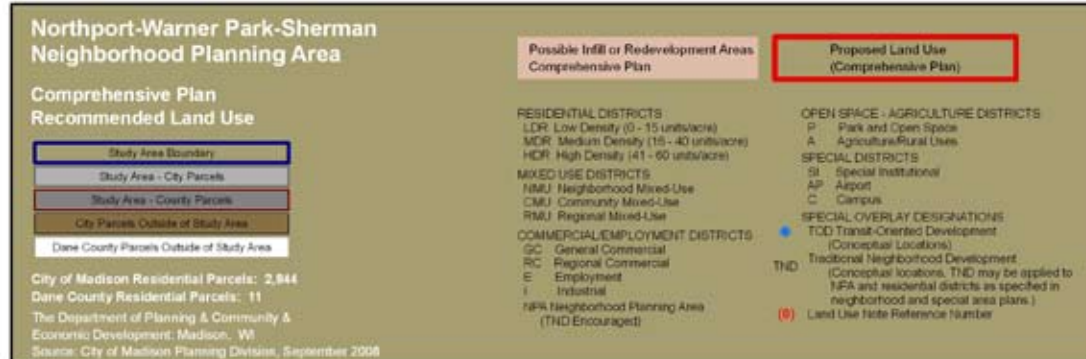 Northport-Warner Park-Sherman
Neighborhood Planning Area
Comprehensive Plan
Recommended Land Use
Study Area Boundary
Study Area - City Parcels
Study Area - County Parcels
City Parcels Outside of Study Area
Dane County Parcels Outside of Study Area
City of Madison Residential Parcels: 2,944
Dane County Residential Parcels: 11
The Department of Planning & Community &
Economic Development: Madison, WI
Source: City of Madison Planning Division, September 2008
Possible Infill or Redevelopment Areas
Comprehensive Plan
RESIDENTIAL DISTRICTS
LDR Low Density (0 - 15 units/acre)
MDR Medium Density (16 - 40 units/acre)
HDR High Density (41 - 60 units/acre)
MIXED USE DISTRICTS
NMU Neighborhood Mixed-Use
CMU Community Mixed-Use
RMU Regional Mixed-Use
COMMERCIAL/EMPLOYMENT DISTRICTS
GC General Commercial
RC Regional Commercial
E Employment
I Industrial
NPA Neighborhood Planning Area
(TND Encouraged)
Proposed Land Use
(Comprehensive Plan)
OPEN SPACE - AGRICULTURE DISTRICTS
P Park and Open Space
A Agriculture/Rural Uses
SPECIAL DISTRICTS
SI Special Institutional
AP Airport
C Campus
SPECIAL OVERLAY DESIGNATIONS
TOD Transit-Oriented Development
(Conceptual Locations)
TND Traditional Neighborhood Development
(Conceptual locations, TND may be applied to
NPA and residential districts as specified in
neighborhood and special area plans.)
(8) Land Use Note Reference Number